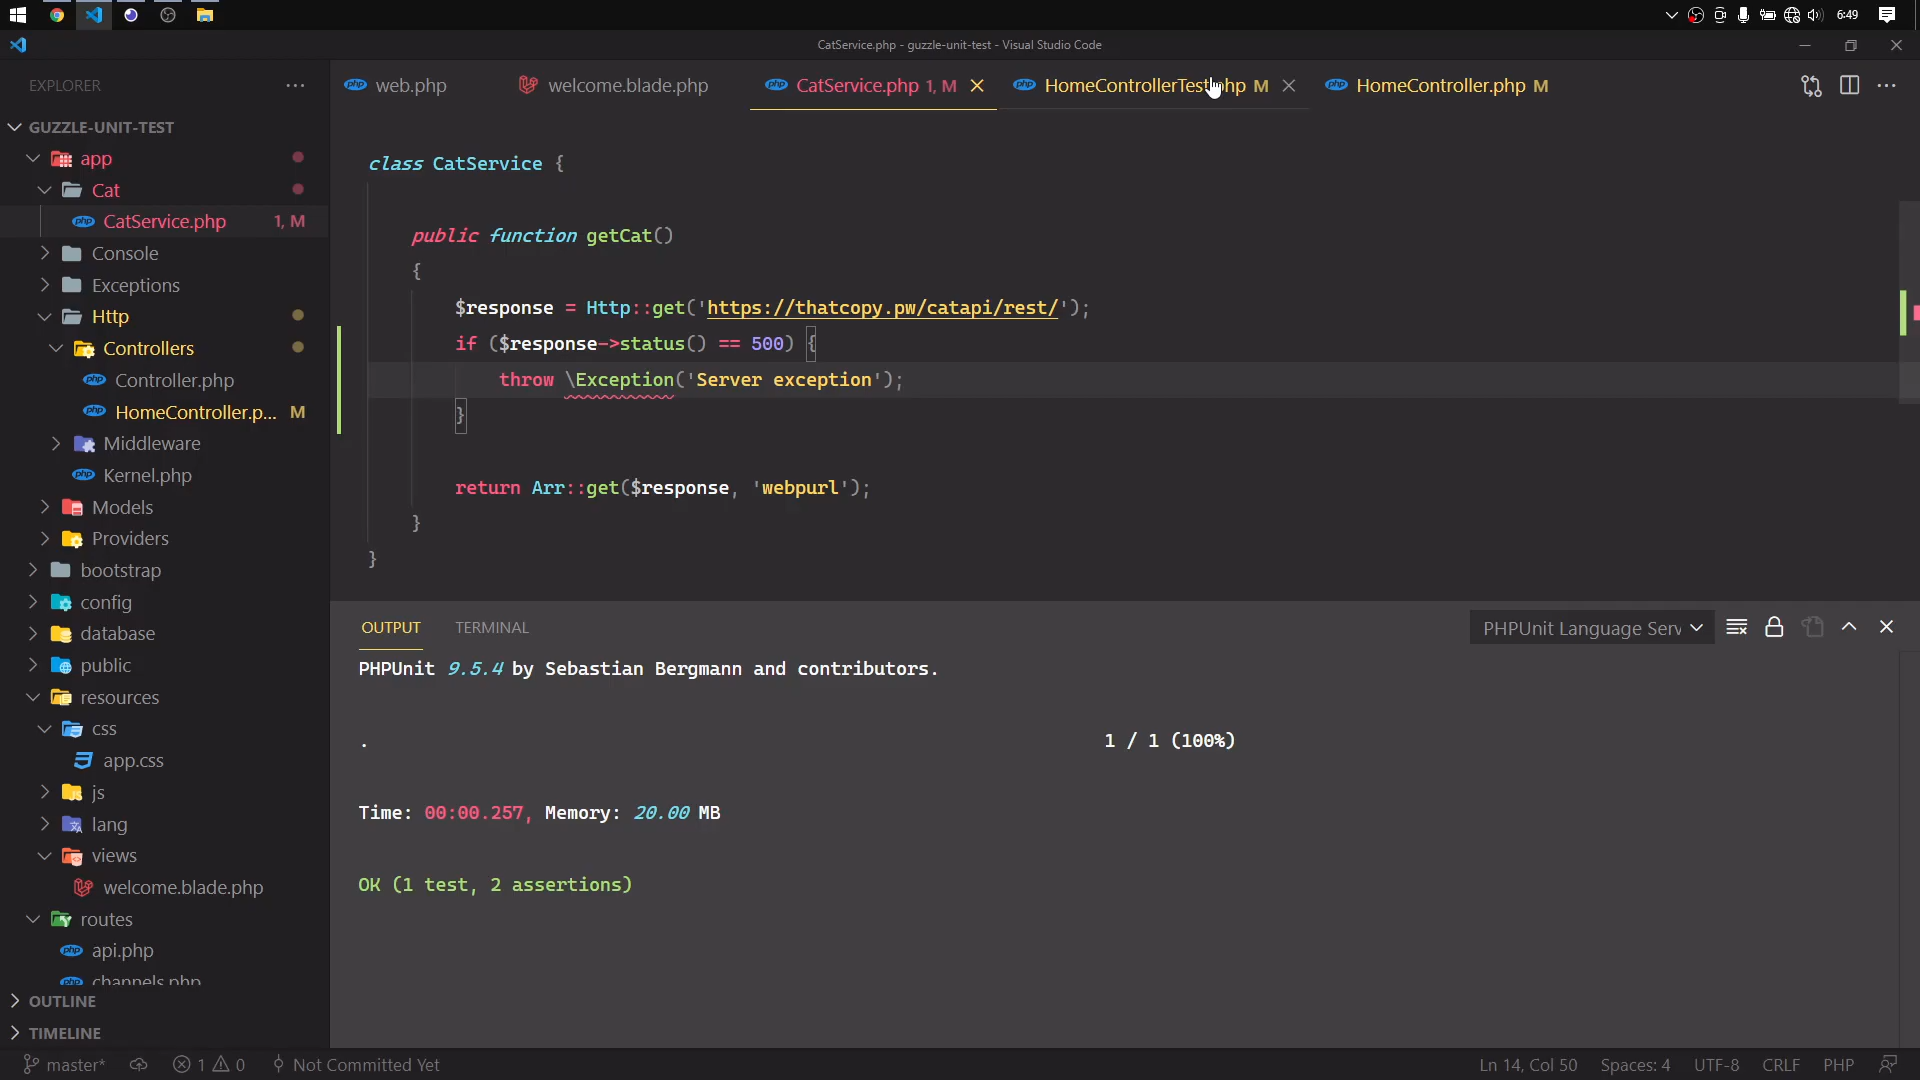 6:49
CatService.php - guzzle-unit-test - Visual Studio Code
EXPLORER
web.php
welcome.blade.php
CatService.php 1, M
HomeControllerTest.php M
HomeController.php M
GUZZLE-UNIT-TEST
app
Cat
CatService.php 1, M
Console
Exceptions
Http
Controllers
Controller.php
HomeController.p... M
Middleware
Kernel.php
Models
Providers
bootstrap
config
database
public
resources
css
app.css
js
lang
views
welcome.blade.php
routes
api.php
channels.php
OUTLINE
TIMELINE
class CatService {
public function getCat()
{
$response = Http::get('https://thatcopy.pw/catapi/rest/');
if ($response->status() == 500) {
throw \Exception('Server exception');
}
return Arr::get($response, 'webpurl');
}
}
OUTPUT
TERMINAL
PHPUnit Language Serv
PHPUnit 9.5.4 by Sebastian Bergmann and contributors.
. 1 / 1 (100%)
Time: 00:00.257, Memory: 20.00 MB
OK (1 test, 2 assertions)
master*
1
0
Not Committed Yet
Ln 14, Col 50
Spaces: 4
UTF-8
CRLF
PHP